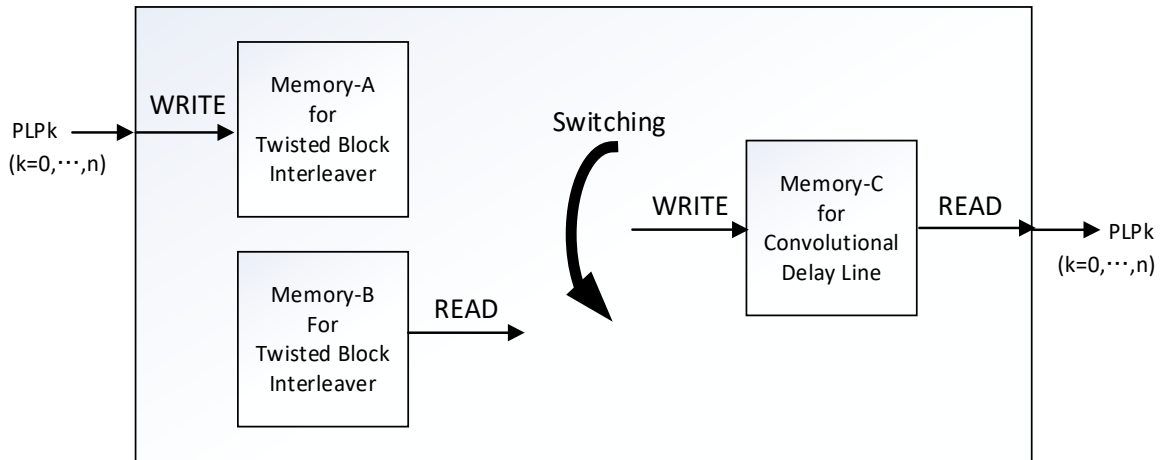 PLPk
(k=0,⋯,n)
WRITE
Memory-A
for
Twisted Block
Interleaver
Memory-B
For
Twisted Block
Interleaver
READ
Switching
WRITE
Memory-C
for
Convolutional
Delay Line
READ
PLPk
(k=0,⋯,n)